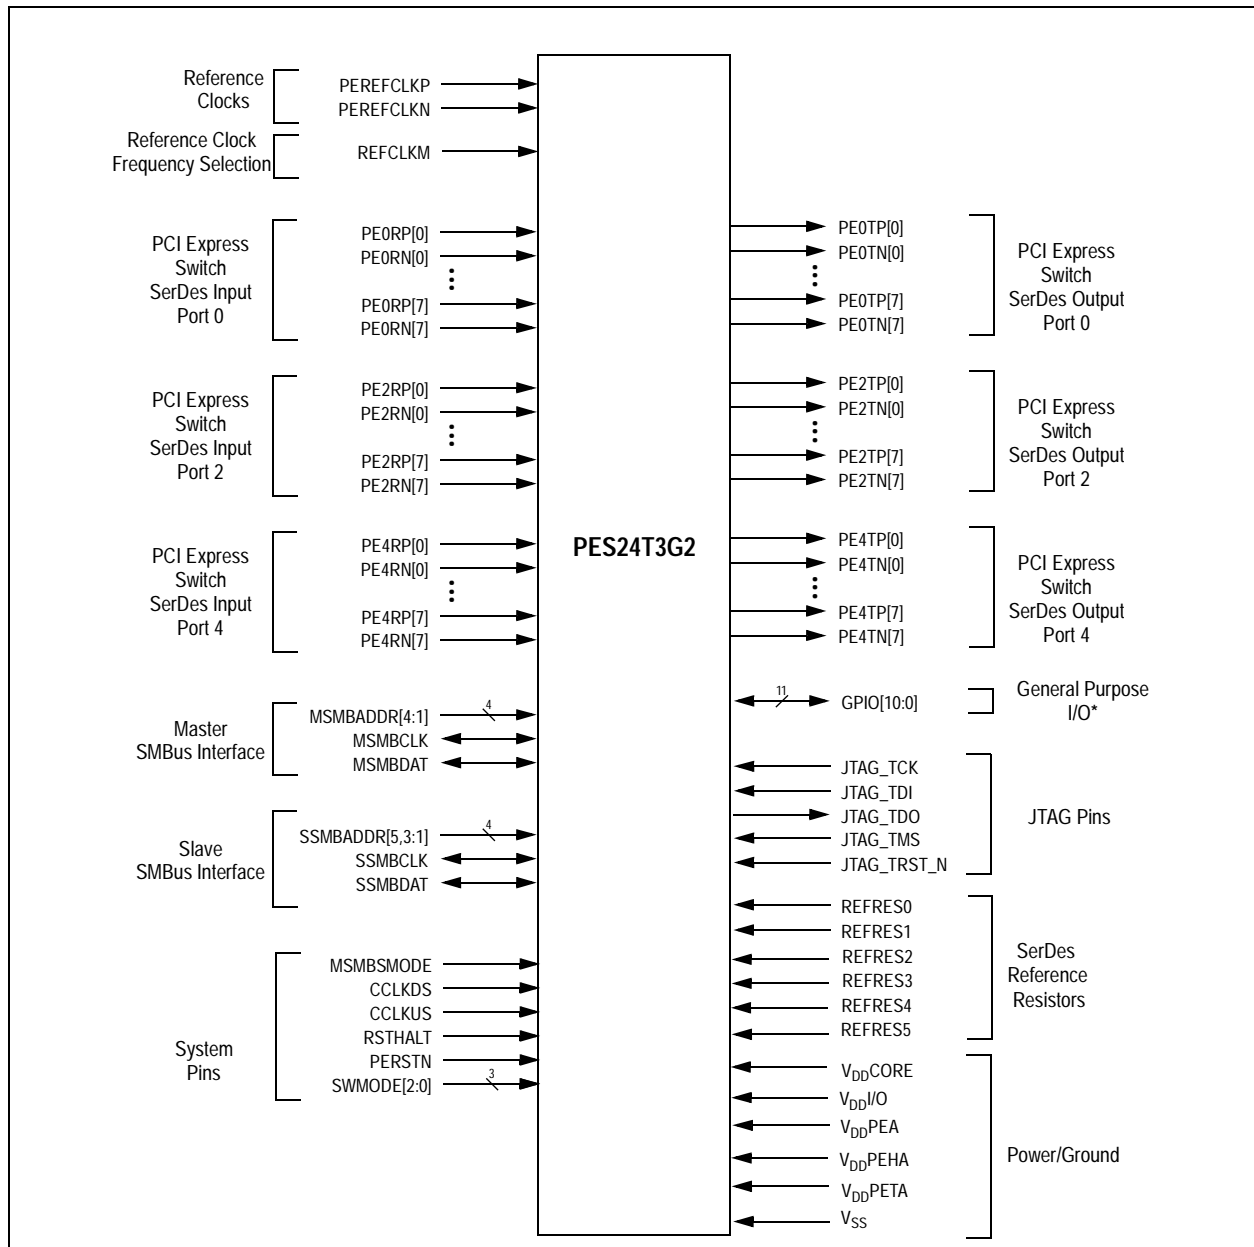 Reference
Clocks
PEREFCLKP
PEREFCLKN
Reference Clock
Frequency Selection
REFCLKM
PCI Express
Switch
SerDes Input
Port 0
PE0RP[0]
PE0RN[0]
PE0RP[7]
PE0RN[7]
PCI Express
Switch
SerDes Input
Port 2
PE2RP[0]
PE2RN[0]
PE2RP[7]
PE2RN[7]
PCI Express
Switch
SerDes Input
Port 4
PE4RP[0]
PE4RN[0]
PE4RP[7]
PE4RN[7]
Master
SMBus Interface
MSMBADDR[4:1]
4
MSMBCLK
MSMBDAT
Slave
SMBus Interface
SSMBADDR[5,3:1]
4
SSMBCLK
SSMBDAT
System
Pins
MSMBSMODE
CCLKDS
CCLKUS
RSTHALT
PERSTN
SWMODE[2:0]
3
PES24T3G2
PE0TP[0]
PE0TN[0]
PE0TP[7]
PE0TN[7]
PCI Express
Switch
SerDes Output
Port 0
PE2TP[0]
PE2TN[0]
PE2TP[7]
PE2TN[7]
PCI Express
Switch
SerDes Output
Port 2
PE4TP[0]
PE4TN[0]
PE4TP[7]
PE4TN[7]
PCI Express
Switch
SerDes Output
Port 4
11
GPIO[10:0]
General Purpose
I/O*
JTAG_TCK
JTAG_TDI
JTAG_TDO
JTAG_TMS
JTAG_TRST_N
JTAG Pins
REFRES0
REFRES1
REFRES2
REFRES3
REFRES4
REFRES5
SerDes
Reference
Resistors
VDDCORE
VDDI/O
VDDPEA
VDDPEHA
VDDPETA
VSS
Power/Ground